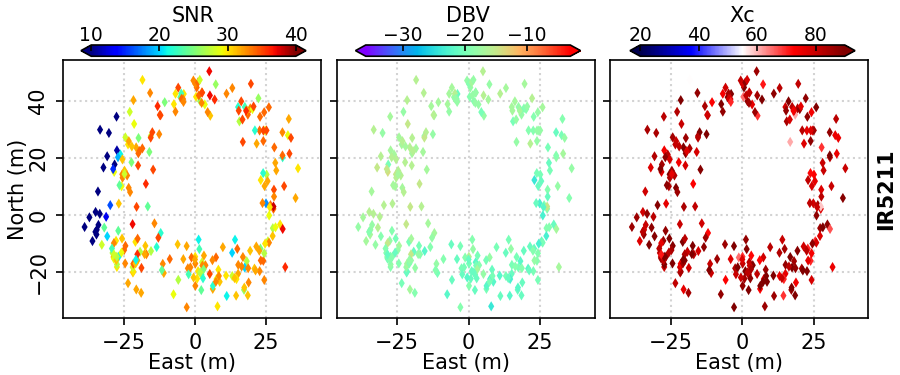 SNR DBV Xc
10 20 30 40 −30 −20 −10 20 40 60 80
40
20
0
−20
North (m)
IR5211
−25 0 25 −25 0 25 −25 0 25
East (m) East (m) East (m)